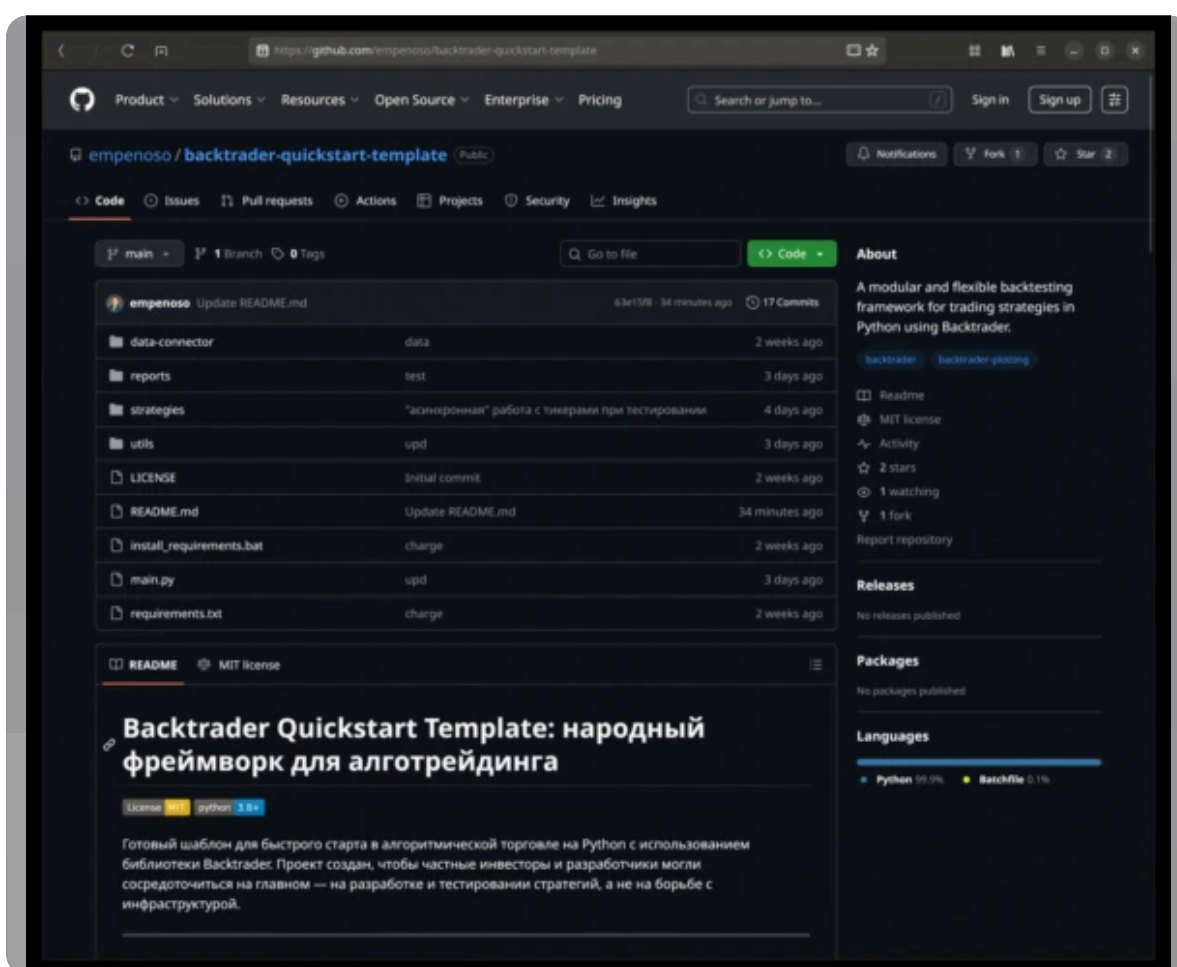 https://github.com/empenoso/backtrader-quickstart-template
Product Solutions Resources Open Source Enterprise Pricing Search or jump to... / Sign in Sign up
empenoso / backtrader-quickstart-template Public Notifications Fork 1 Star 2
<> Code Issues Pull requests Actions Projects Security Insights
main 1 Branch 0 Tags Go to file <> Code
empenoso Update README.md 63e15f8 · 34 minutes ago 17 Commits
data-connector data 2 weeks ago
reports test 3 days ago
strategies "асинхронная" работа с тикерами при тестировании 4 days ago
utils upd 3 days ago
LICENSE Initial commit 2 weeks ago
README.md Update README.md 34 minutes ago
install_requirements.bat charge 2 weeks ago
main.py upd 3 days ago
requirements.txt charge 2 weeks ago
README MIT license
Backtrader Quickstart Template: народный
фреймворк для алготрейдинга
License MIT python 3.8+
Готовый шаблон для быстрого старта в алгоритмической торговле на Python с использованием
библиотеки Backtrader. Проект создан, чтобы частные инвесторы и разработчики могли
сосредоточиться на главном — на разработке и тестировании стратегий, а не на борьбе с
инфраструктурой.
About
A modular and flexible backtesting
framework for trading strategies in
Python using Backtrader.
backtrader backtrader-plotting
Readme
MIT license
Activity
2 stars
1 watching
1 fork
Report repository
Releases
No releases published
Packages
No packages published
Languages
Python 99.9% Batchfile 0.1%